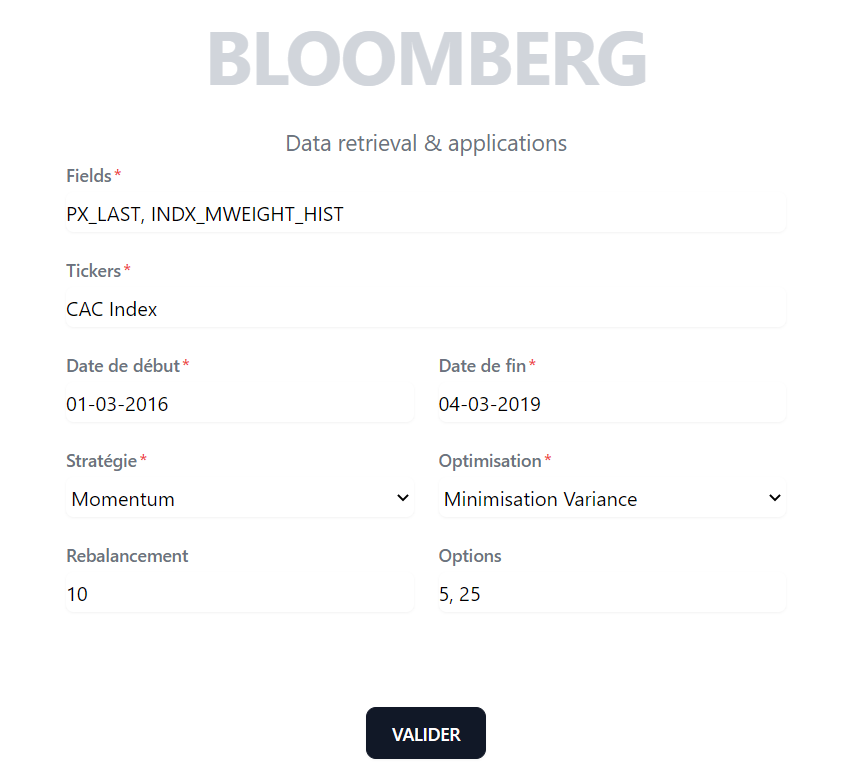 BLOOMBERG
Data retrieval & applications
Fields*
PX_LAST, INDX_MWEIGHT_HIST
Tickers*
CAC Index
Date de début* Date de fin*
01-03-2016 04-03-2019
Stratégie* Optimisation*
Momentum Minimisation Variance
Rebalancement Options
10 5, 25
VALIDER